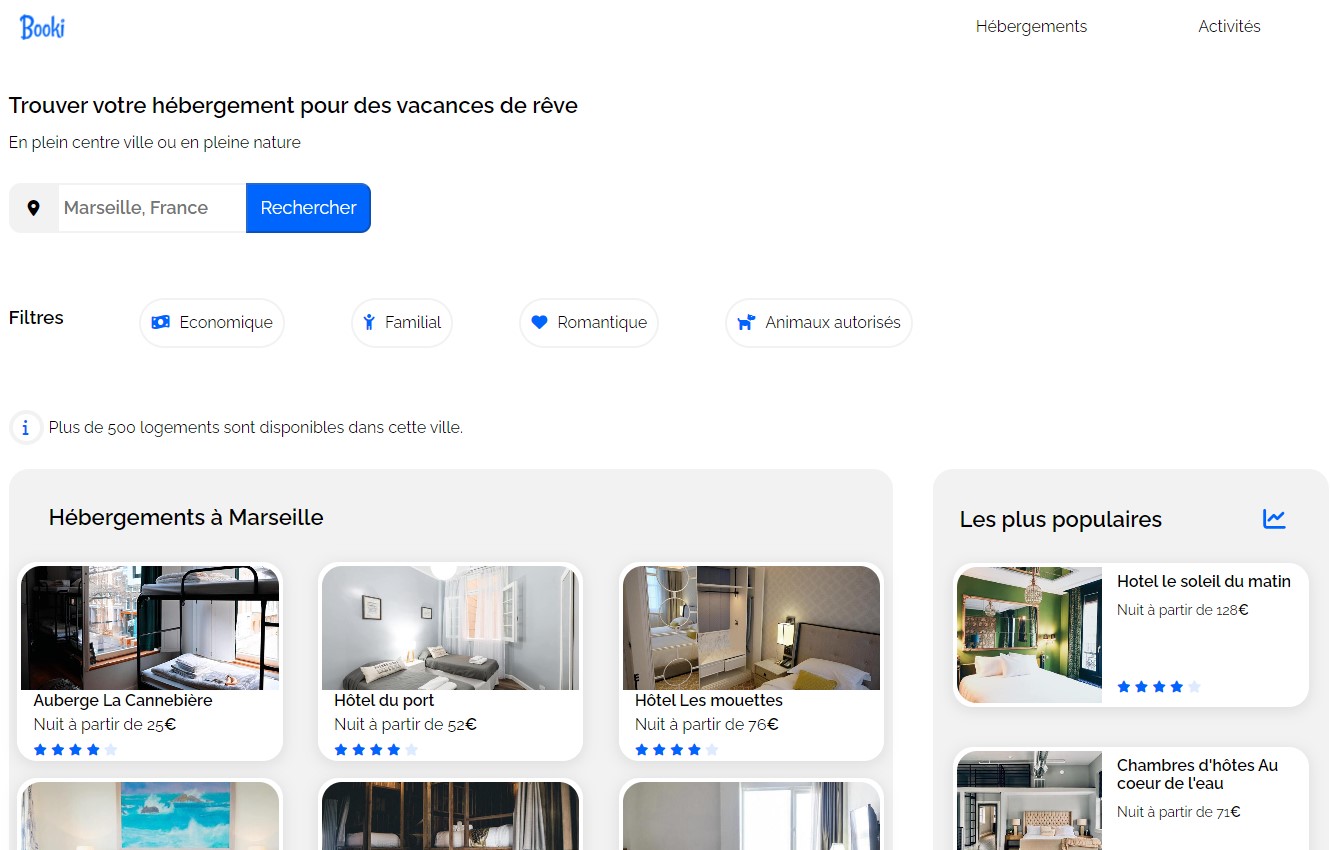 Booki
Hébergements
Activités
Trouver votre hébergement pour des vacances de rêve
En plein centre ville ou en pleine nature
Marseille, France
Rechercher
Filtres
Economique
Familial
Romantique
Animaux autorisés
Plus de 500 logements sont disponibles dans cette ville.
Hébergements à Marseille
Auberge La Cannebière
Nuit à partir de 25€
Hôtel du port
Nuit à partir de 52€
Hôtel Les mouettes
Nuit à partir de 76€
Les plus populaires
Hotel le soleil du matin
Nuit à partir de 128€
Chambres d'hôtes Au
coeur de l'eau
Nuit à partir de 71€